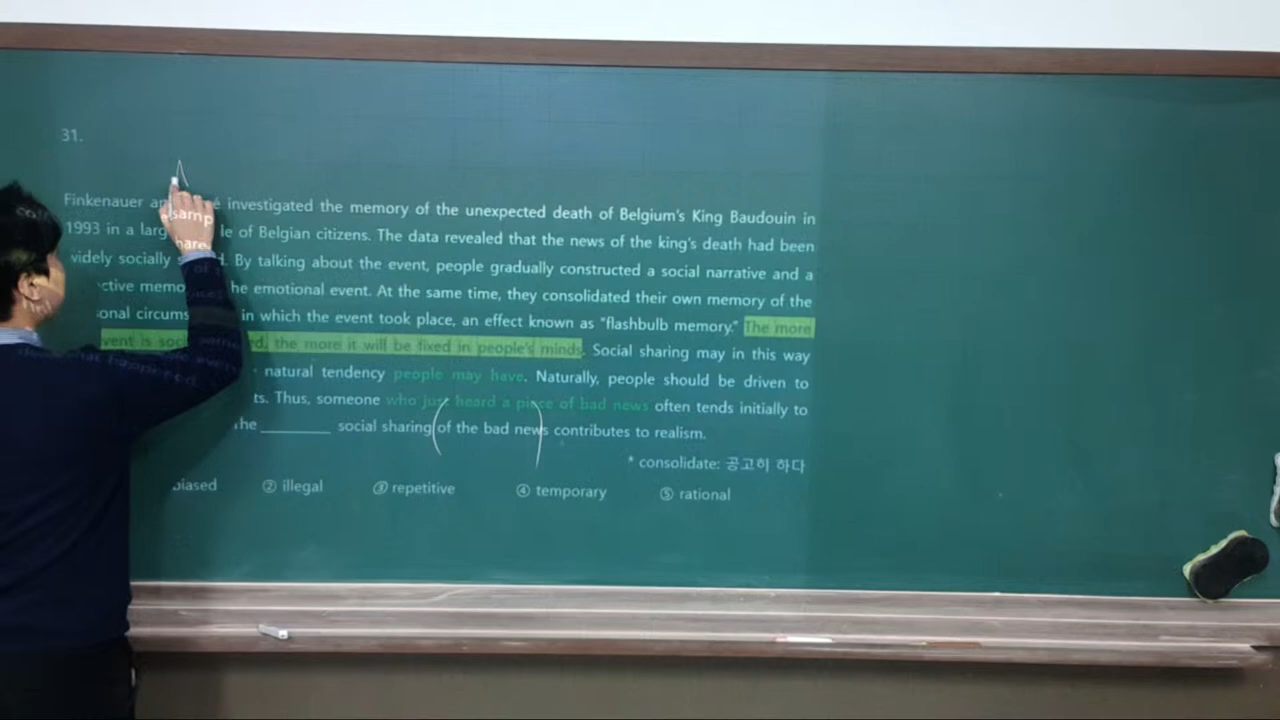 31.
Finkenauer an é investigated the memory of the unexpected death of Belgium's King Baudouin in
1993 in a larg samp le of Belgian citizens. The data revealed that the news of the king's death had been
widely socially s hare d. By talking about the event, people gradually constructed a social narrative and a
ctive memo he emotional event. At the same time, they consolidated their own memory of the
onal circums in which the event took place, an effect known as "flashbulb memory." The more
vent is soc ed, the more it will be fixed in people's minds. Social sharing may in this way
natural tendency people may have. Naturally, people should be driven to
ts. Thus, someone who just heard a piece of bad news often tends initially to
he ________ social sharing (of the bad news) contributes to realism.
* consolidate: 공고히 하다
biased ② illegal ③ repetitive ④ temporary ⑤ rational